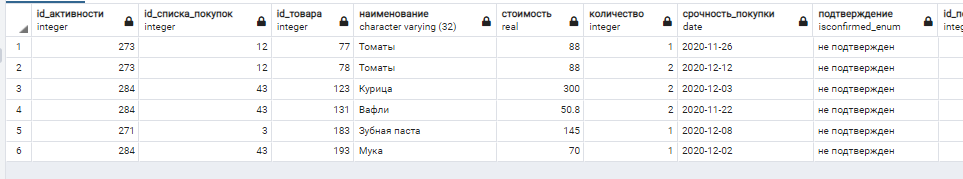 id_активности id_списка_покупок id_товара наименование стоимость количество срочность_покупки подтверждение id_п
integer integer integer character varying (32) real integer date isconfirmed_enum integ
1 273 12 77 Томаты 88 1 2020-11-26 не подтвержден
2 273 12 78 Томаты 88 2 2020-12-12 не подтвержден
3 284 43 123 Курица 300 2 2020-12-03 не подтвержден
4 284 43 131 Вафли 50.8 2 2020-11-22 не подтвержден
5 271 3 183 Зубная паста 145 1 2020-12-08 не подтвержден
6 284 43 193 Мука 70 1 2020-12-02 не подтвержден